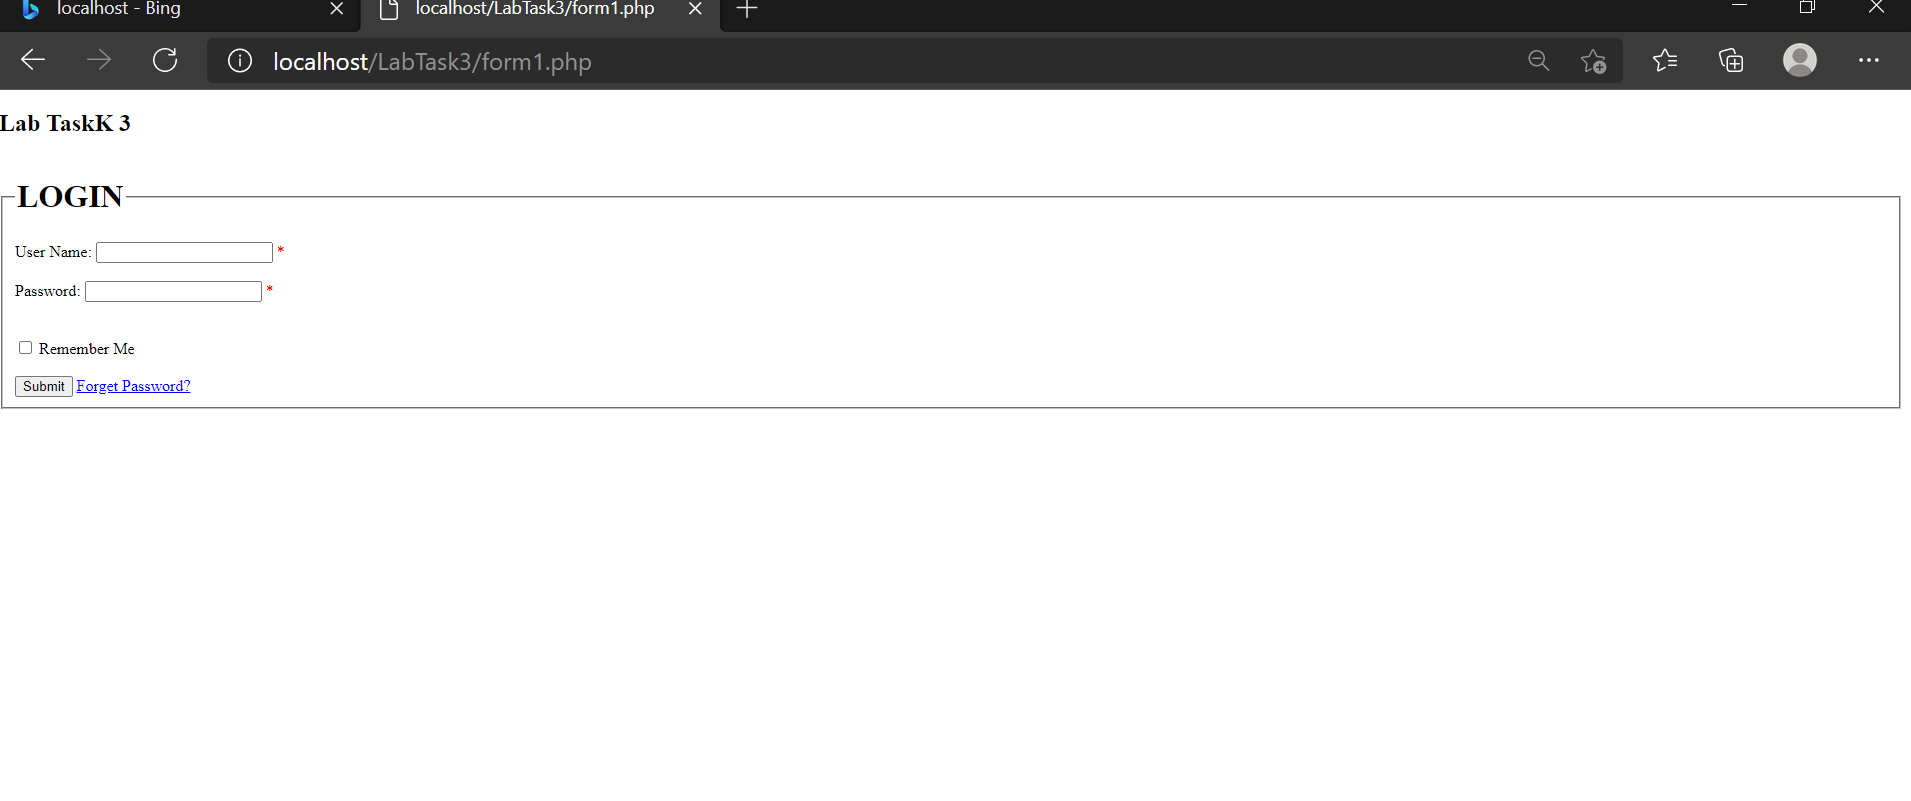 localhost - Bing
localhost/LabTask3/form1.php
localhost/LabTask3/form1.php
Lab TaskK 3
LOGIN
User Name: *
Password: *
Remember Me
Submit Forget Password?